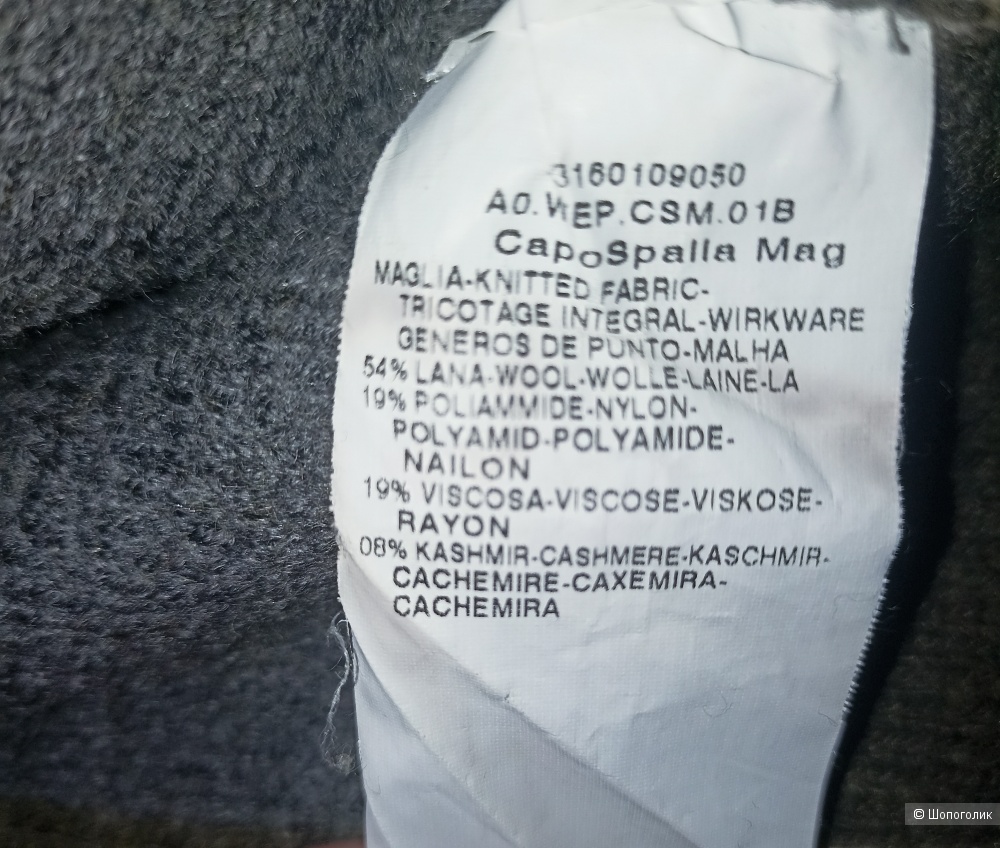 3160109050
A0.WEP.CSM.01B
CapoSpalla Mag
MAGLIA-KNITTED FABRIC-
TRICOTAGE INTEGRAL-WIRKWARE
GENEROS DE PUNTO-MALHA
54% LANA-WOOL-WOLLE-LAINE-LA
19% POLIAMMIDE-NYLON-
POLYAMID-POLYAMIDE-
NAILON
19% VISCOSA-VISCOSE-VISKOSE-
RAYON
08% KASHMIR-CASHMERE-KASCHMIR-
CACHEMIRE-CAXEMIRA-
CACHEMIRA
© Шопоголик